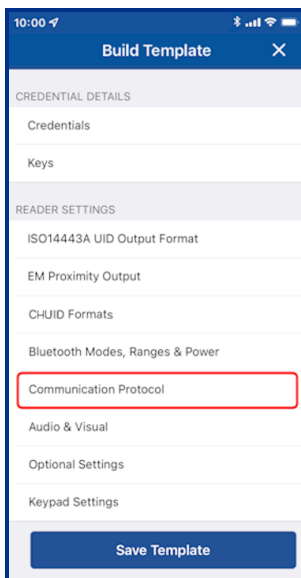 10:00
Build Template
CREDENTIAL DETAILS
Credentials
Keys
READER SETTINGS
ISO14443A UID Output Format
EM Proximity Output
CHUID Formats
Bluetooth Modes, Ranges & Power
Communication Protocol
Audio & Visual
Optional Settings
Keypad Settings
Save Template